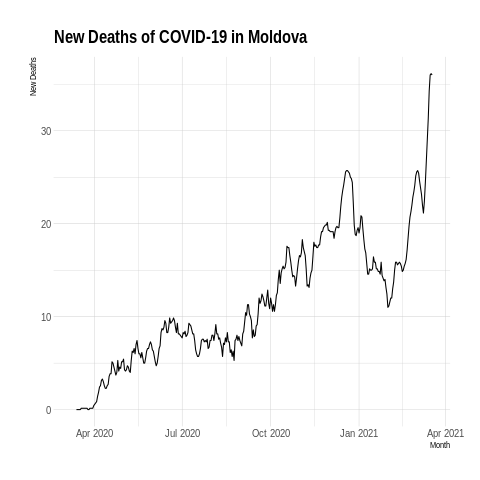 New Deaths of COVID-19 in Moldova
New Deaths
30
20
10
0
Apr 2020 Jul 2020 Oct 2020 Jan 2021 Apr 2021
Month